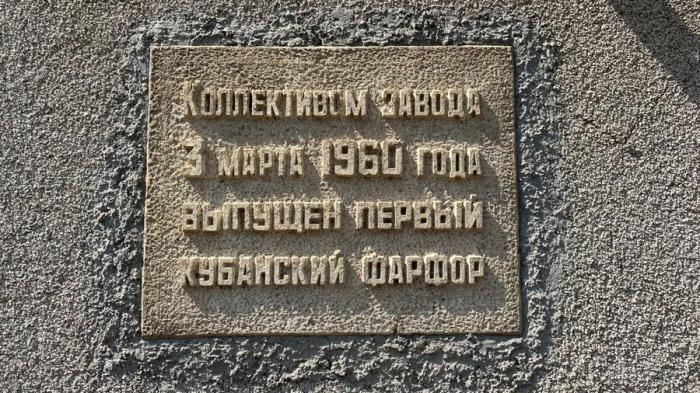 Коллективом завода
3 марта 1960 года
выпущен первый
кубанский фарфор